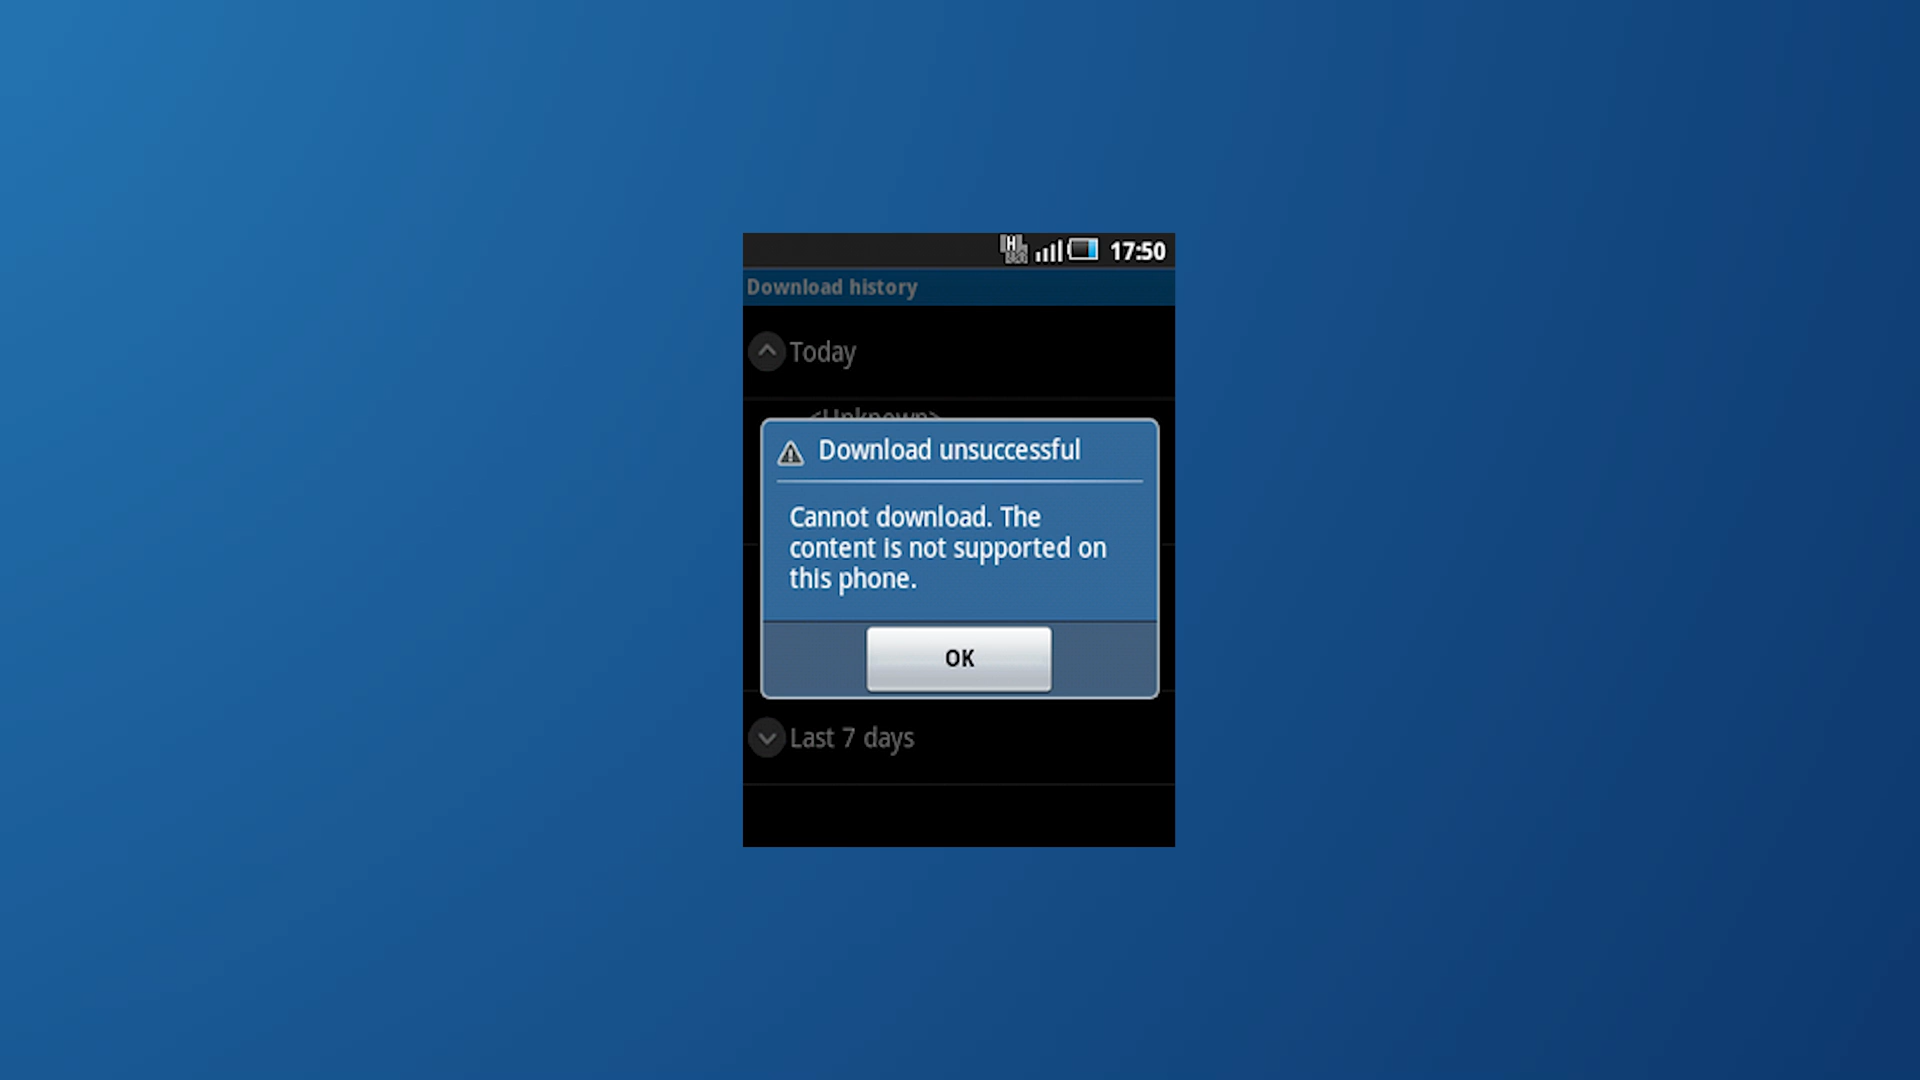 17:50
Download history
Today
<Unknown>
Download unsuccessful
Cannot download. The
content is not supported on
this phone.
OK
Last 7 days